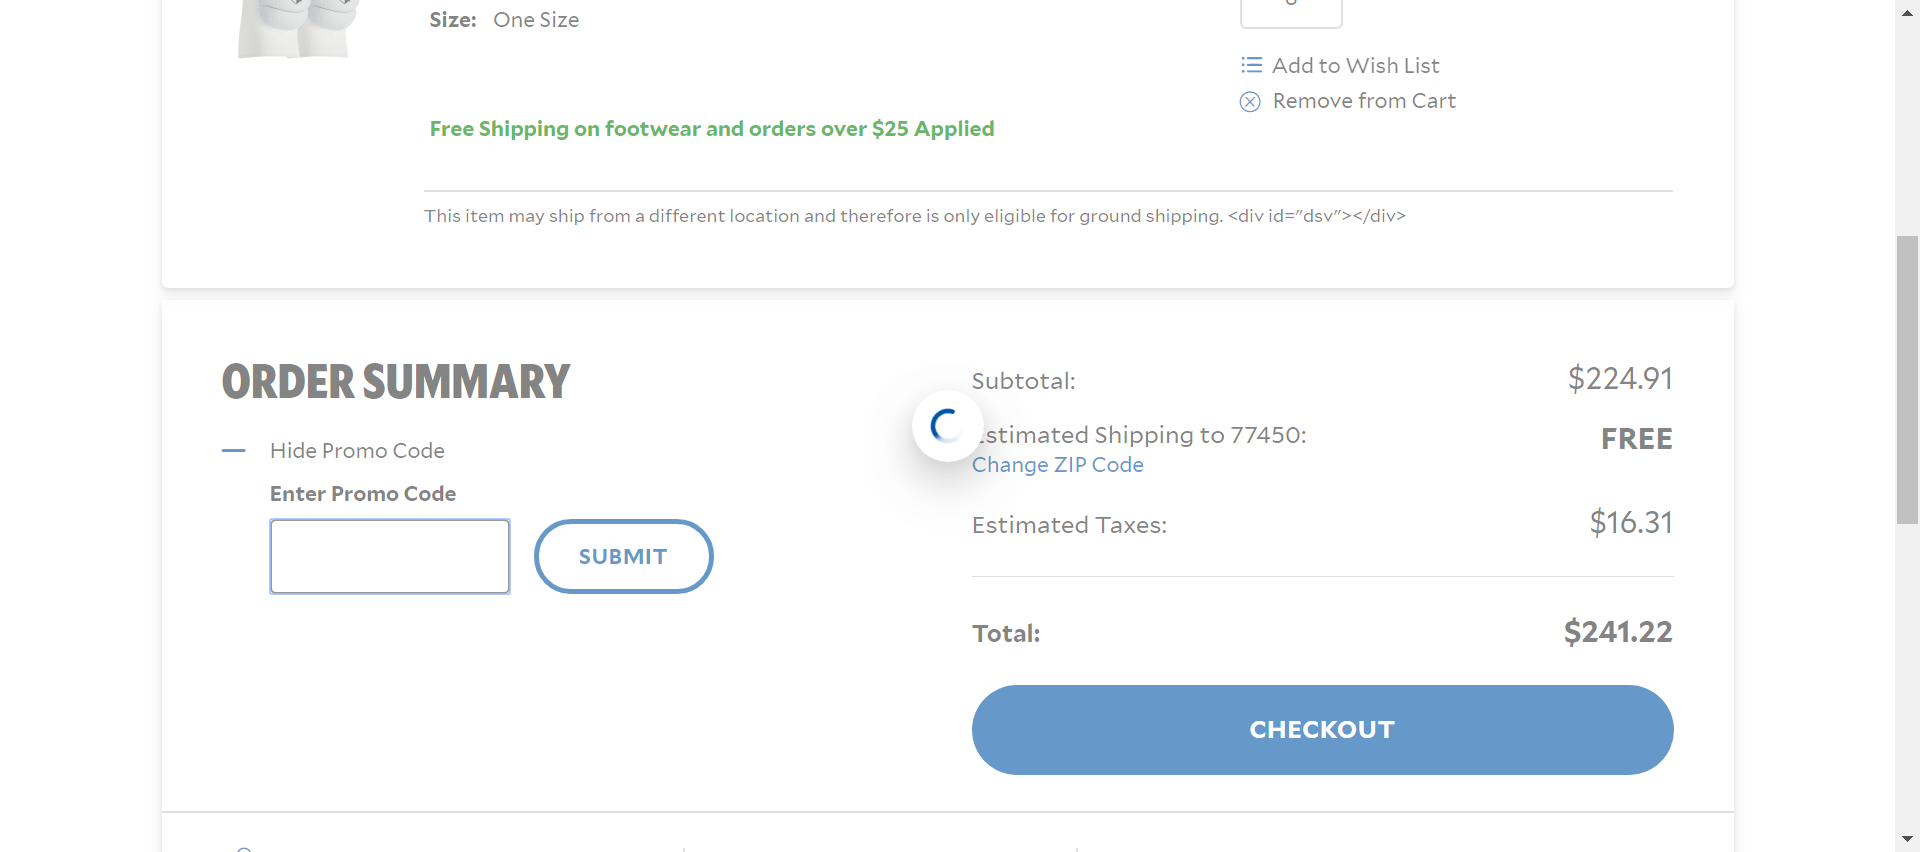 Size: One Size
Add to Wish List
Remove from Cart
Free Shipping on footwear and orders over $25 Applied
This item may ship from a different location and therefore is only eligible for ground shipping. <div id="dsv"></div>
ORDER SUMMARY
Subtotal: $224.91
Estimated Shipping to 77450: FREE
Change ZIP Code
Hide Promo Code
Enter Promo Code
SUBMIT
Estimated Taxes: $16.31
Total: $241.22
CHECKOUT